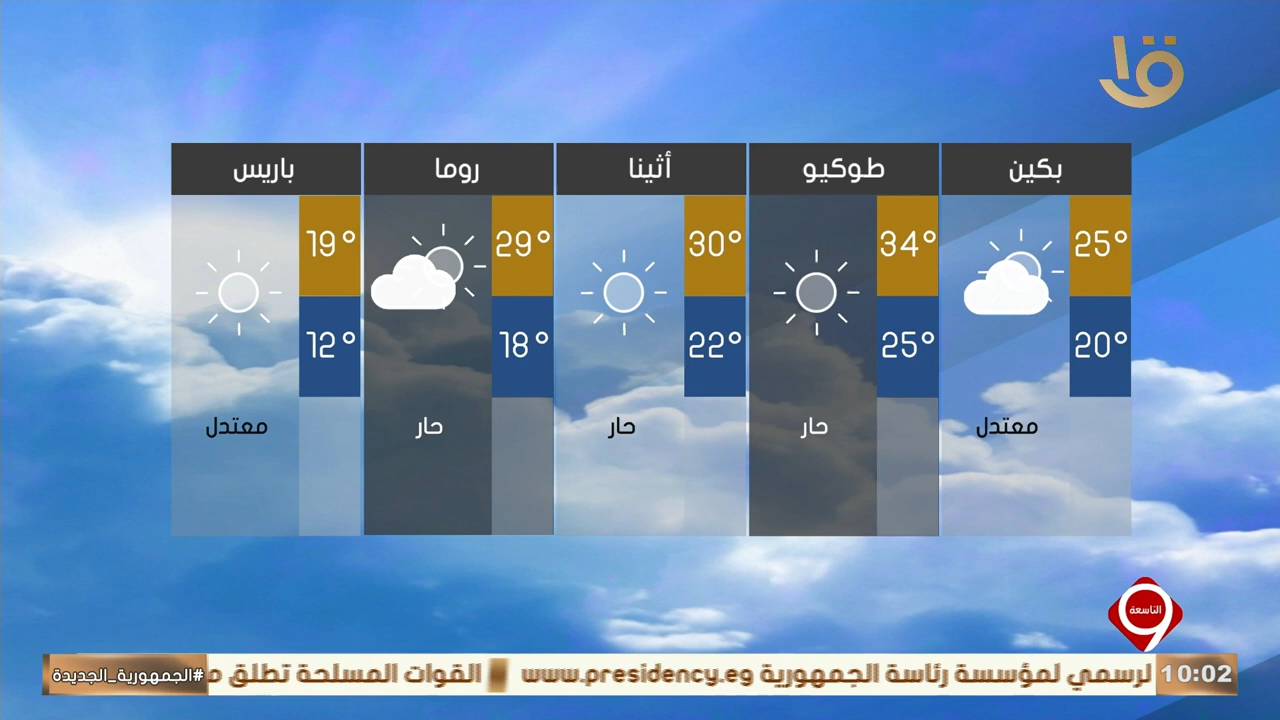 بكين
25°
20°
معتدل
طوكيو
34°
25°
حار
أثينا
30°
22°
حار
روما
29°
18°
حار
باريس
19°
12°
معتدل
التاسعة
9
10:02
لرسمي لمؤسسة رئاسة الجمهورية www.presidency.eg القوات المسلحة تطلق م
#الجمهورية_الجديدة